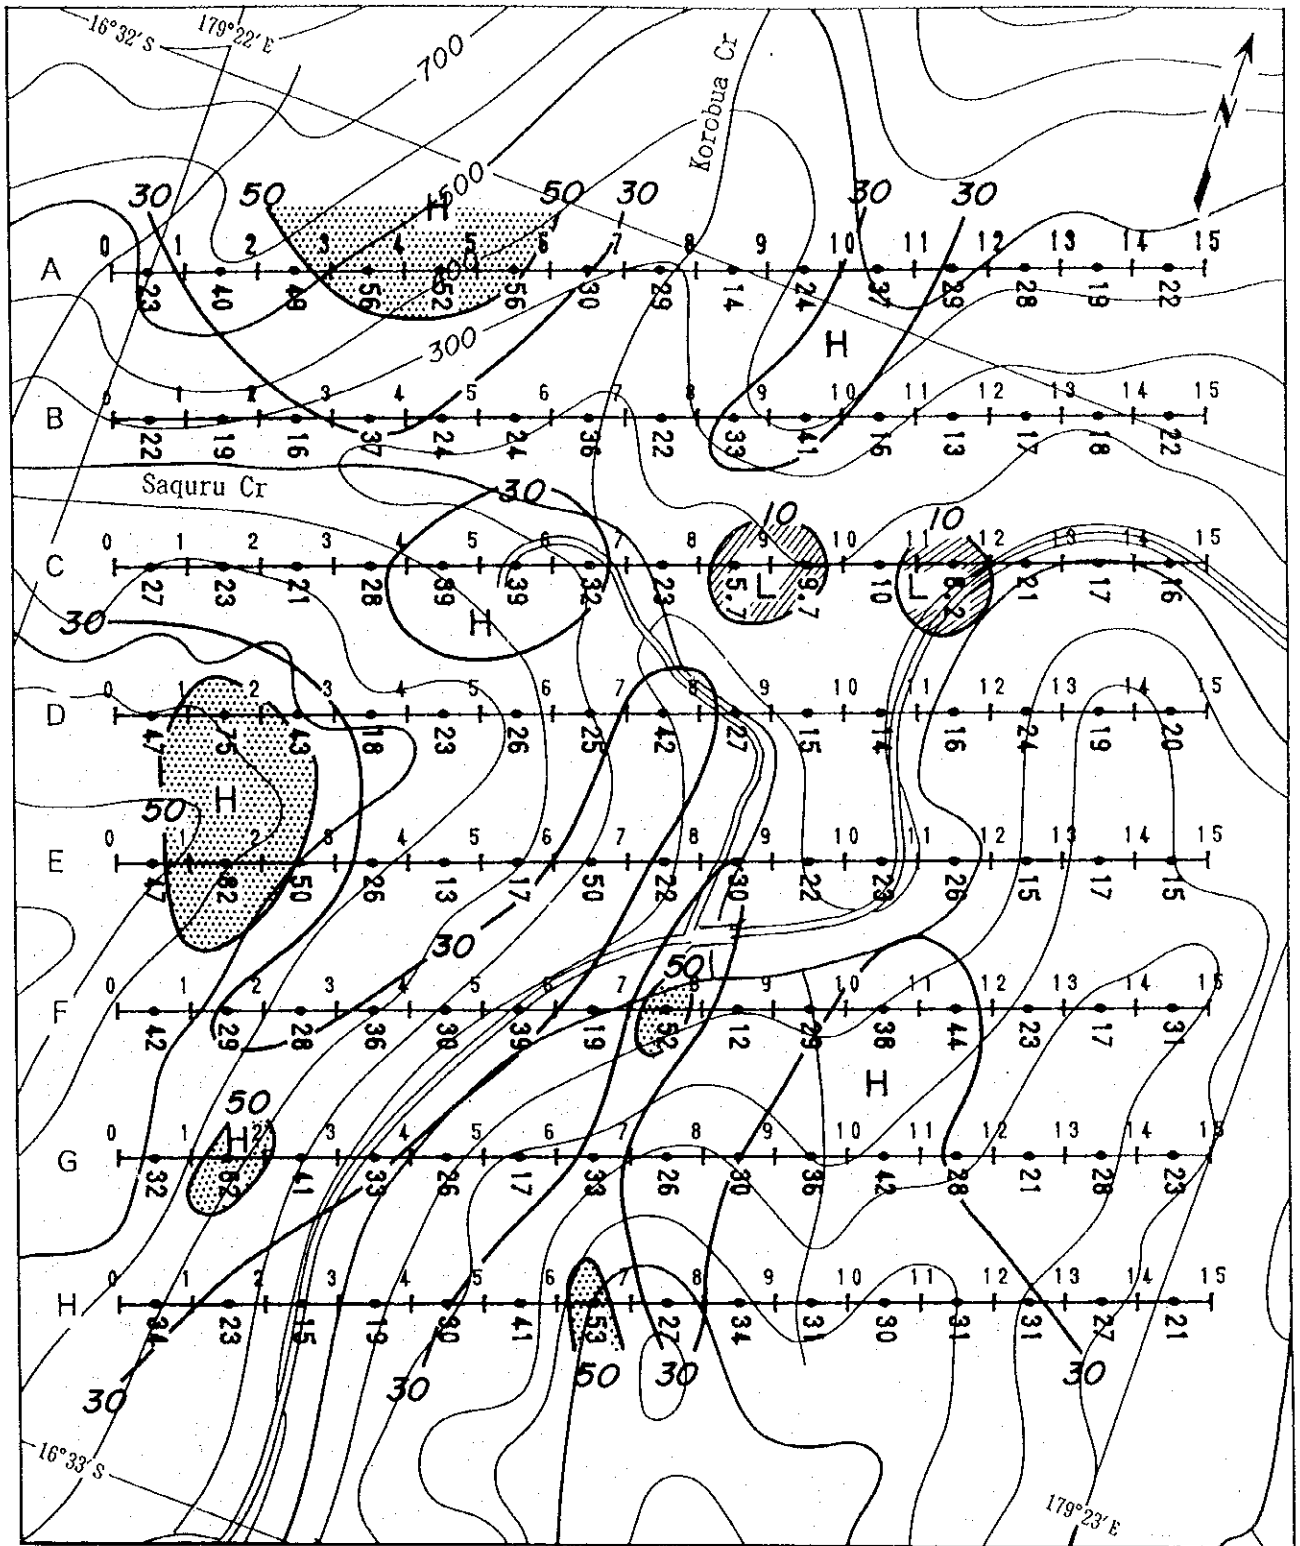 16°32′S 179°22′E
700
Korobua Cr
N
500
30 50 H 50 30 30 30
0 1 2 3 4 5 6 7 8 9 10 11 12 13 14 15
A
400
23 40 49 56 52 56 30 29 14 24 37 29 28 19 22
300 H
0 1 2 3 4 5 6 7 8 9 10 11 12 13 14 15
B
22 19 16 37 24 24 36 22 33 41 16 13 17 18 22
Saquru Cr
30 10 10
0 1 2 3 4 5 6 7 8 9 10 11 12 13 14 15
C
27 23 21 28 39 39 32 23 5.7 9.7 10 8.2 21 17 16
L L
30 H
0 1 2 3 4 5 6 7 8 9 10 11 12 13 14 15
D
47 75 43 18 23 26 25 42 27 15 14 16 24 19 20
50 H
0 1 2 3 4 5 6 7 8 9 10 11 12 13 14 15
E
47 82 50 26 13 17 50 22 30 22 23 26 15 17 15
30
50
0 1 2 3 4 5 6 7 8 9 10 11 12 13 14 15
F
42 29 28 36 30 39 19 52 12 29 38 44 23 17 31
H
50
0 1 H 2 3 4 5 6 7 8 9 10 11 12 13 14 15
G
32 62 41 33 26 17 33 26 30 36 42 28 21 28 23
0 1 2 3 4 5 6 7 8 9 10 11 12 13 14 15
H
34 23 15 19 30 41 53 27 34 31 30 31 31 27 21
30 30 50 30 30
16°33′S
179°23′E